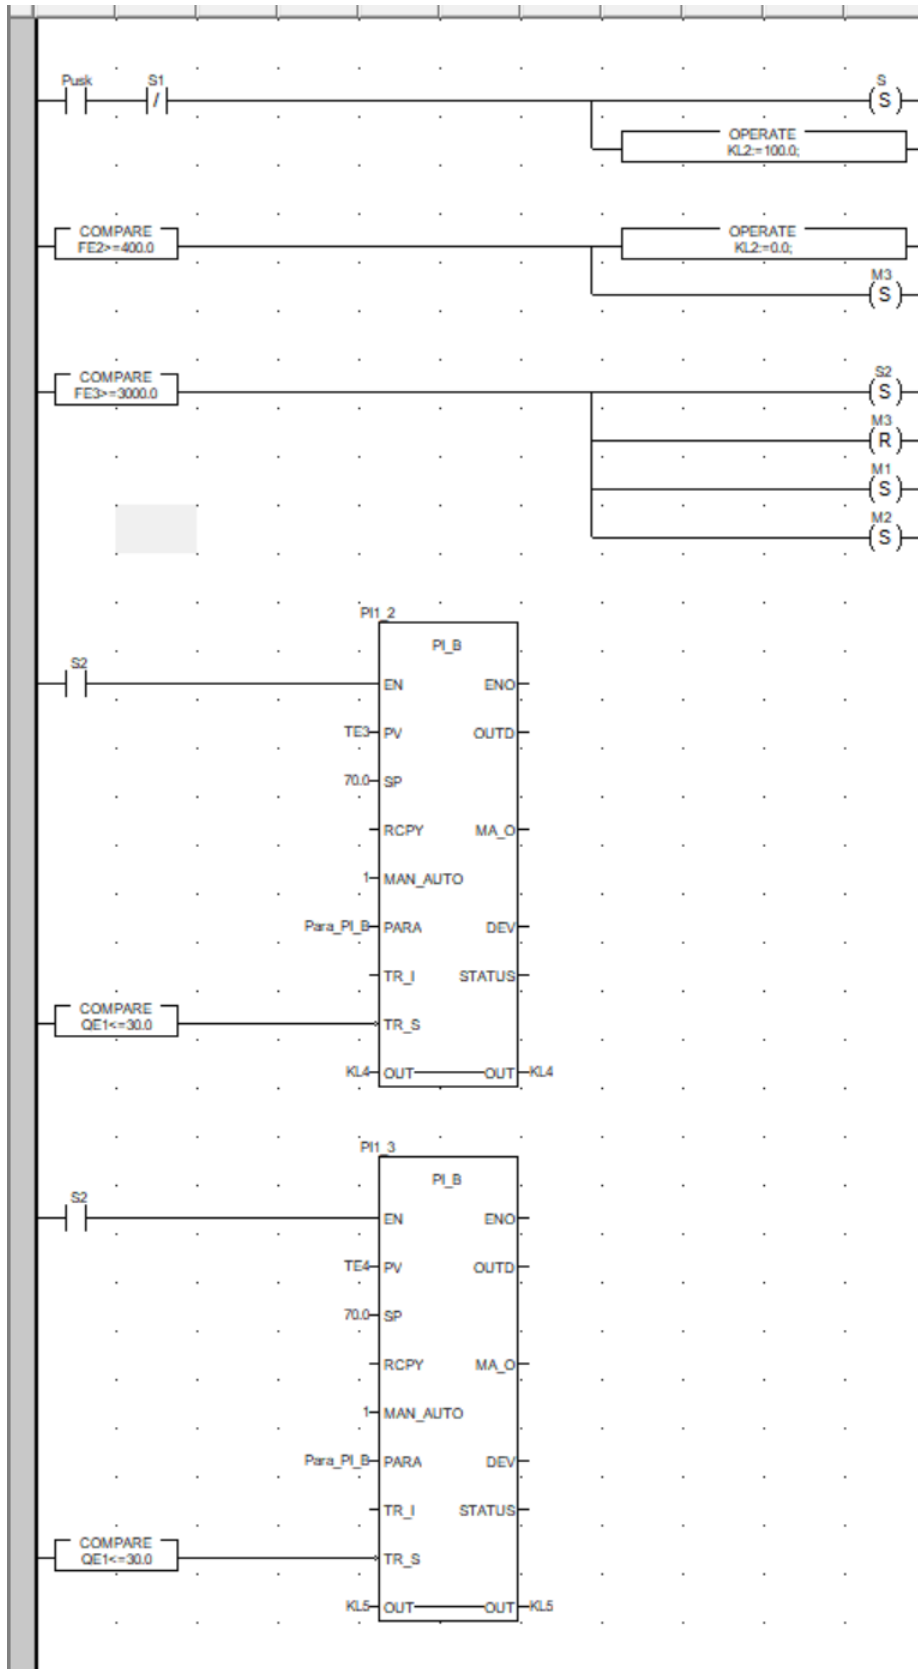 Pusk S1 S
/ (S)
OPERATE
KL2:=100.0;
COMPARE
FE2>=400.0
OPERATE
KL2:=0.0;
M3
(S)
COMPARE
FE3>=3000.0
S2
(S)
M3
(R)
M1
(S)
M2
(S)
PI1_2
PI_B
S2
EN ENO
TE3 PV OUTD
70.0 SP
RCPY MA_O
1 MAN_AUTO
Para_PI_B PARA DEV
TR_I STATUS
COMPARE
QE1<=30.0
TR_S
KL4 OUT OUT KL4
PI1_3
PI_B
S2
EN ENO
TE4 PV OUTD
70.0 SP
RCPY MA_O
1 MAN_AUTO
Para_PI_B PARA DEV
TR_I STATUS
COMPARE
QE1<=30.0
TR_S
KL5 OUT OUT KL5